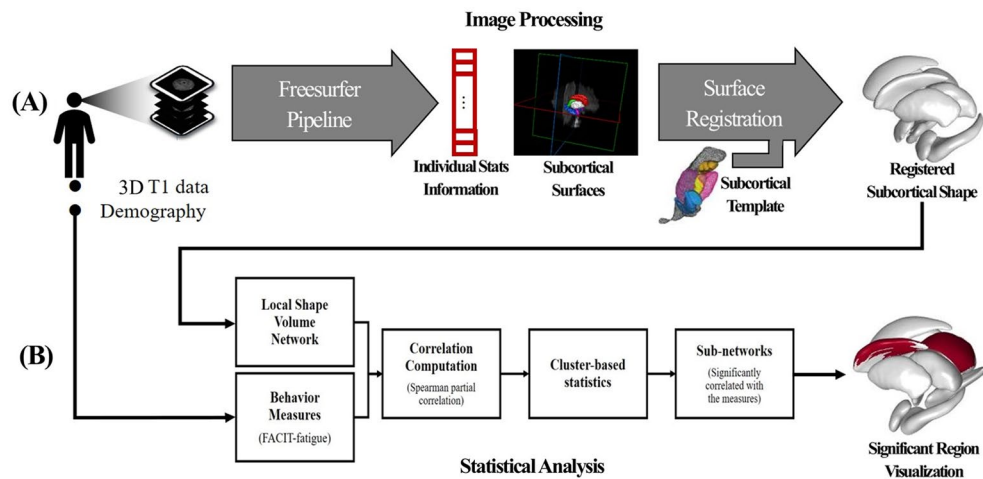 Image Processing
(A)
Freesurfer
Pipeline
Surface
Registration
...
Individual Stats
Information
Subcortical
Surfaces
Subcortical
Template
Registered
Subcortical Shape
3D T1 data
Demography
(B)
Local Shape
Volume
Network
Behavior
Measures
(FACIT-fatigue)
Correlation
Computation
(Spearman partial
correlation)
Cluster-based
statistics
Sub-networks
(Significantly
correlated with
the measures)
Significant Region
Visualization
Statistical Analysis